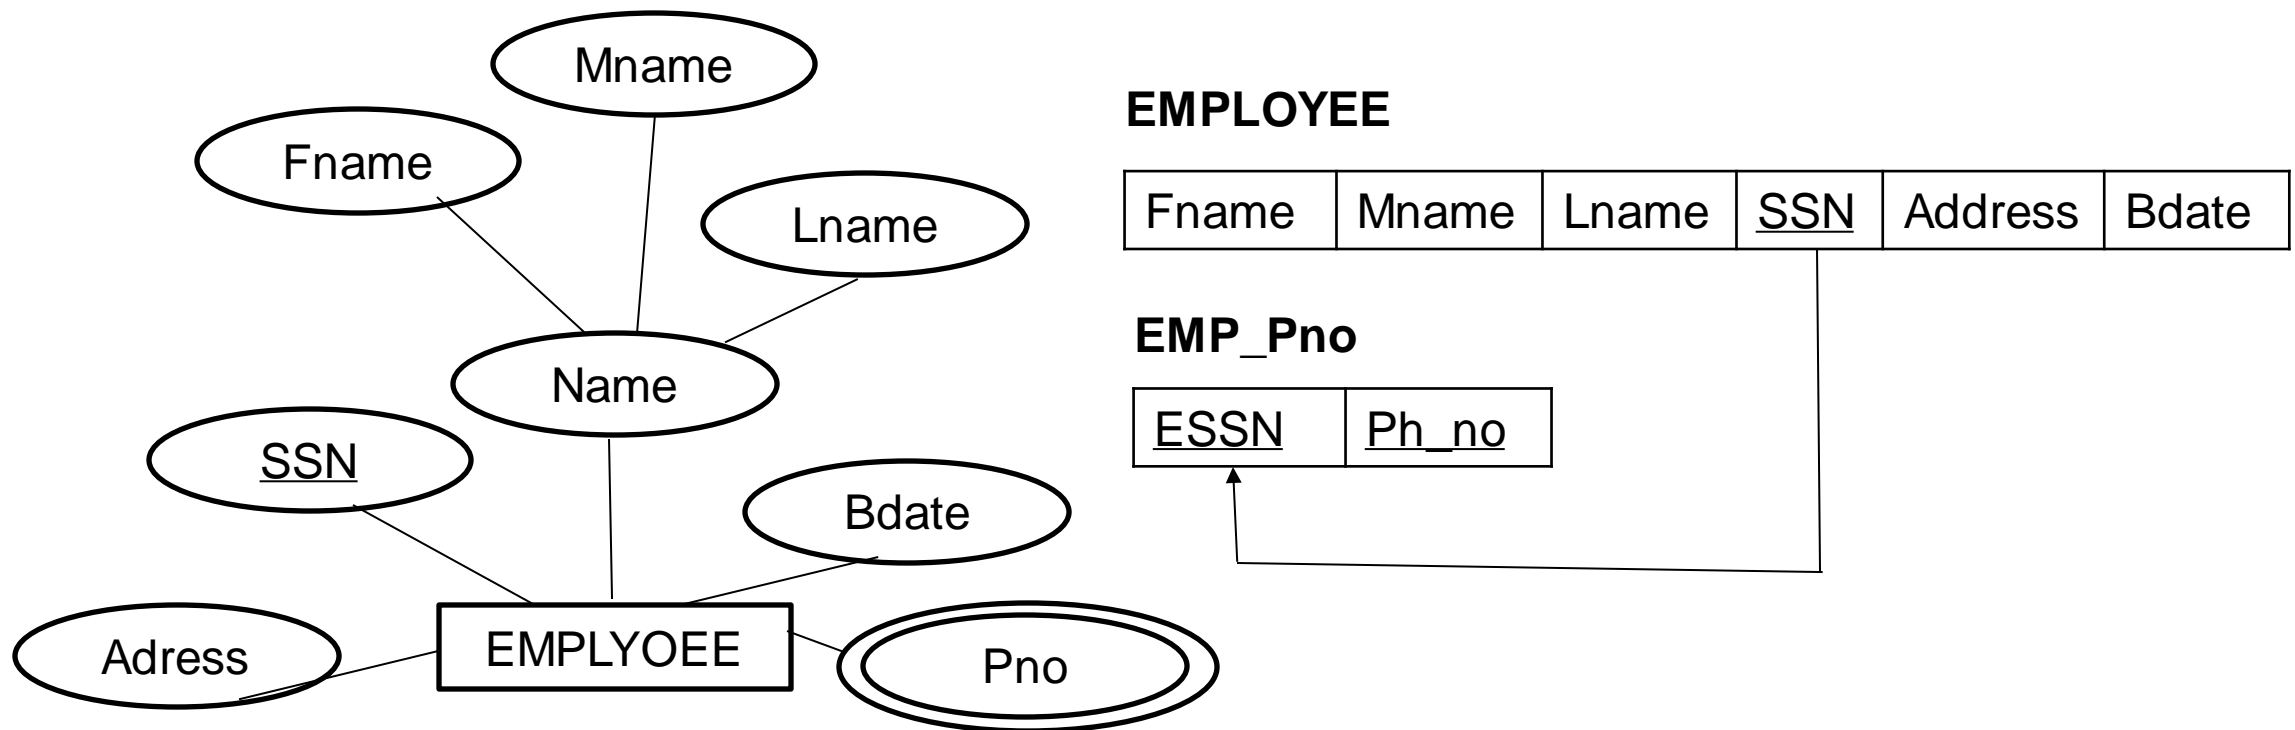 Mname
Fname
Lname
Name
SSN
Bdate
Adress
EMPLYOEE
Pno
EMPLOYEE
Fname Mname Lname SSN Address Bdate
EMP_Pno
ESSN Ph_no